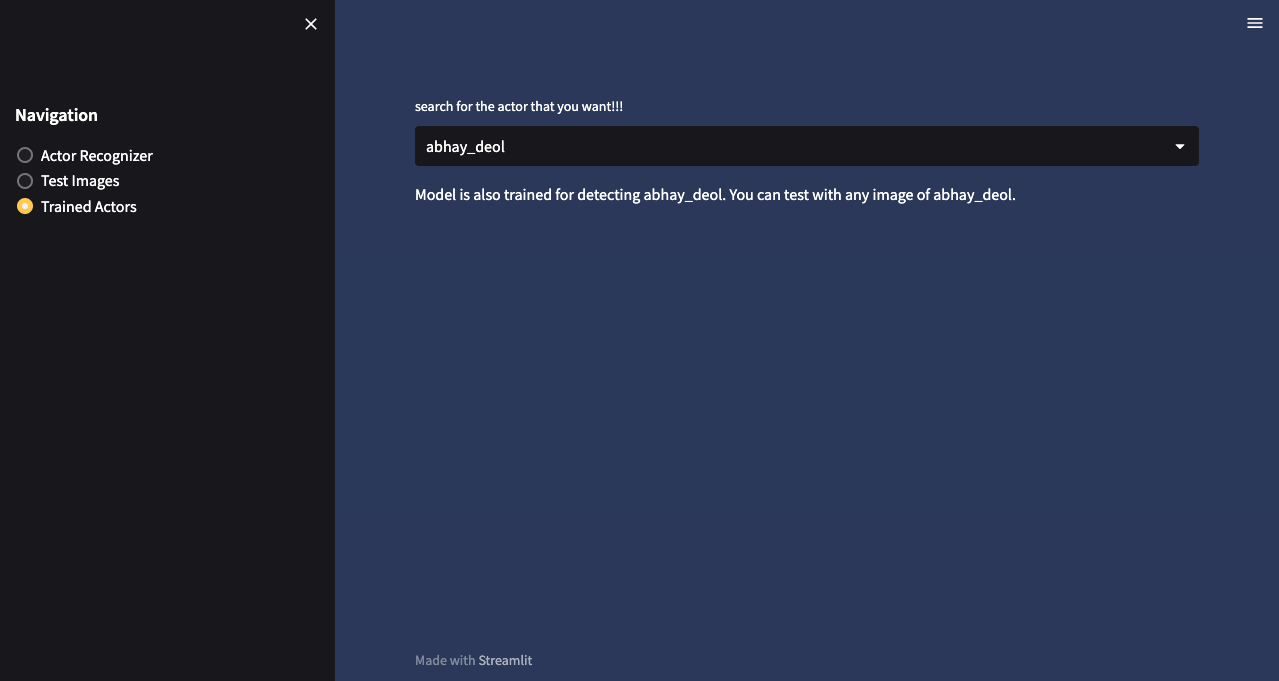 Navigation
Actor Recognizer
Test Images
Trained Actors
search for the actor that you want!!!
abhay_deol
Model is also trained for detecting abhay_deol. You can test with any image of abhay_deol.
Made with Streamlit